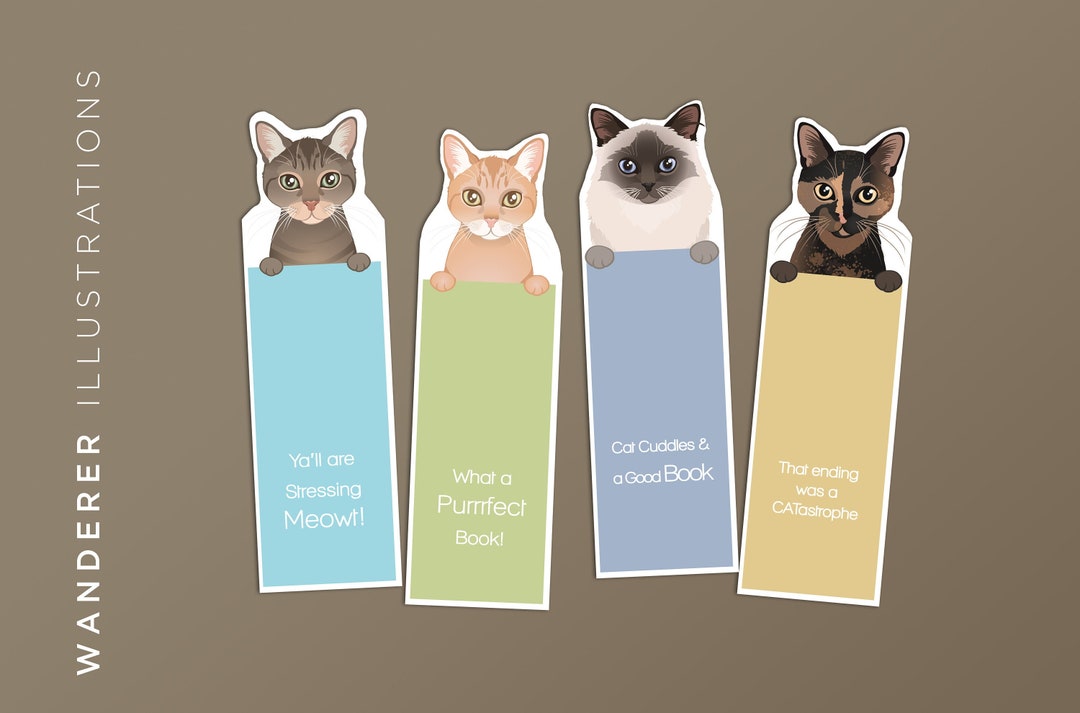 WANDERER ILLUSTRATIONS
Ya'll are
Stressing
Meowt!
What a
Purrrfect
Book!
Cat Cuddles &
a Good Book
That ending
was a
CATastrophe